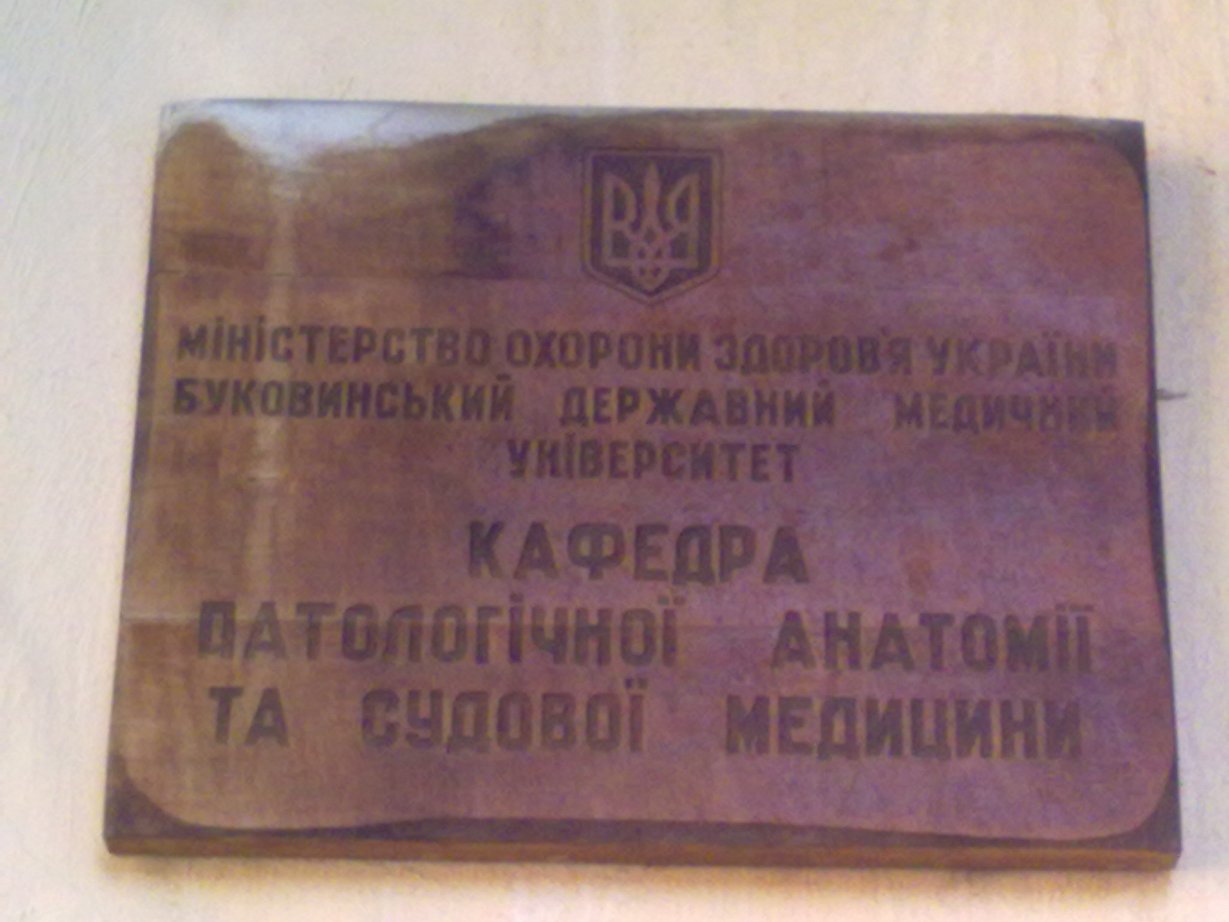 МІНІСТЕРСТВО ОХОРОНИ ЗДОРОВ'Я УКРАЇНИ
БУКОВИНСЬКИЙ ДЕРЖАВНИЙ МЕДИЧНИЙ
УНІВЕРСИТЕТ
КАФЕДРА
ПАТОЛОГІЧНОЇ АНАТОМІЇ
ТА СУДОВОЇ МЕДИЦИНИ